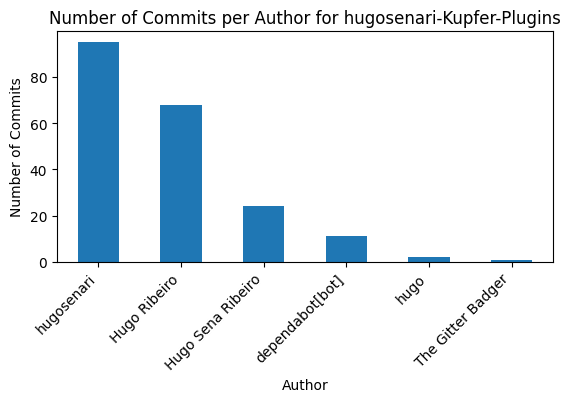 Number of Commits per Author for hugosenari-Kupfer-Plugins
Number of Commits
80
60
40
20
0
hugosenari
Hugo Ribeiro
Hugo Sena Ribeiro
dependabot[bot]
hugo
The Gitter Badger
Author